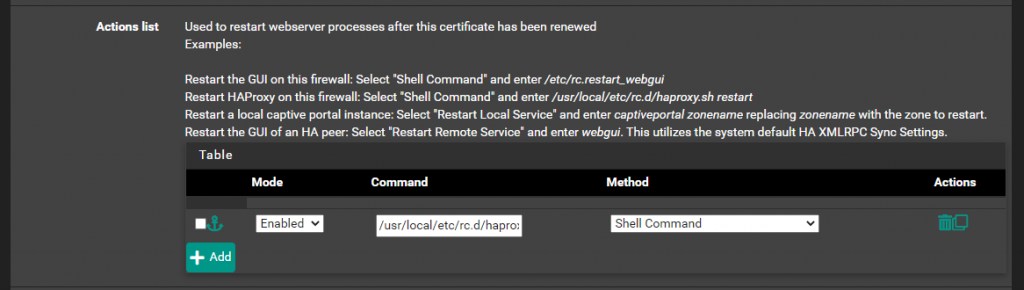 Actions list
Used to restart webserver processes after this certificate has been renewed
Examples:
Restart the GUI on this firewall: Select "Shell Command" and enter /etc/rc.restart_webgui
Restart HAProxy on this firewall: Select "Shell Command" and enter /usr/local/etc/rc.d/haproxy.sh restart
Restart a local captive portal instance: Select "Restart Local Service" and enter captiveportal zonename replacing zonename with the zone to restart.
Restart the GUI of an HA peer: Select "Restart Remote Service" and enter webgui. This utilizes the system default HA XMLRPC Sync Settings.
Table
Mode Command Method Actions
Enabled /usr/local/etc/rc.d/hapro Shell Command
Add